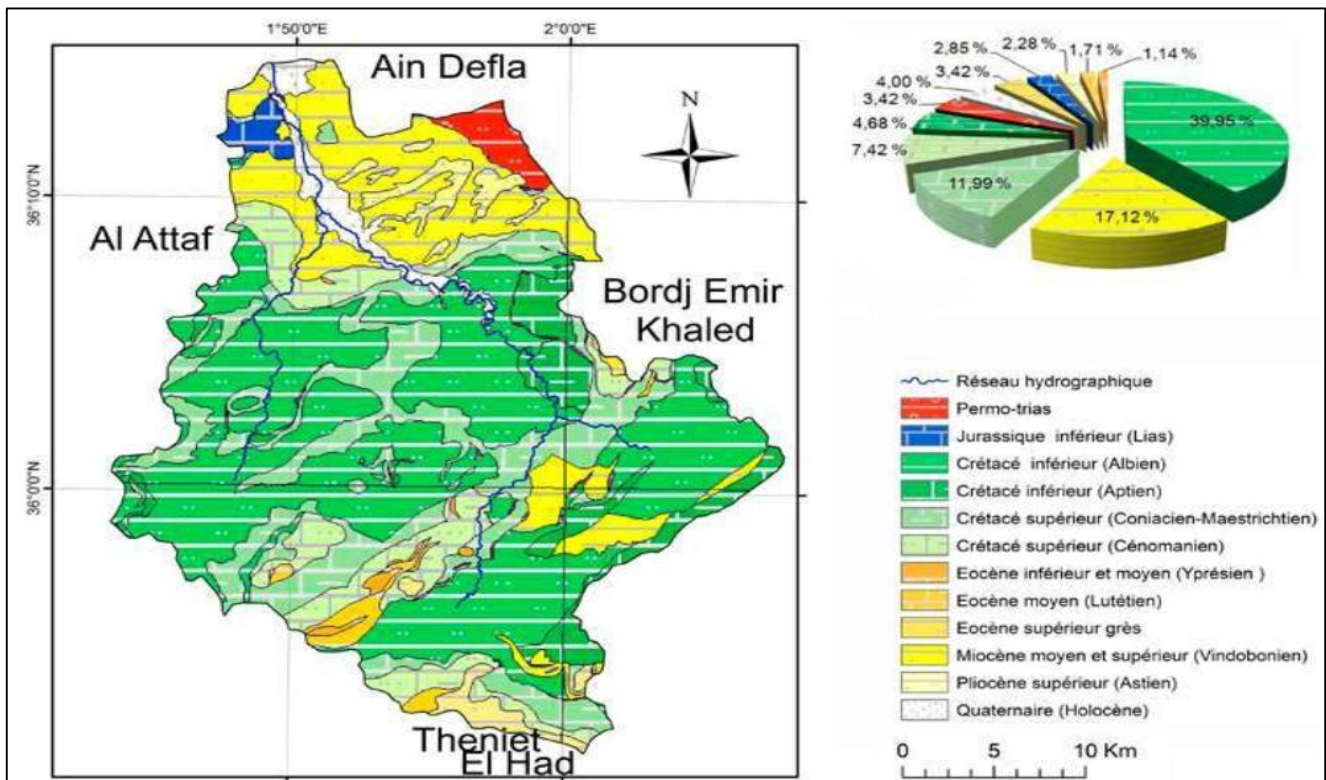 1°50'0"E
2°0'0"E
36°10'0"N
36°0'0"N
Ain Defla
N
Al Attaf
Bordj Emir
Khaled
Theniet
El Had
2,85 %
2,28 %
1,71 %
1,14 %
4,00 %
3,42 %
3,42 %
4,68 %
7,42 %
11,99 %
17,12 %
39,95 %
Réseau hydrographique
Permo-trias
Jurassique inférieur (Lias)
Crétacé inférieur (Albien)
Crétacé inférieur (Aptien)
Crétacé supérieur (Coniacien-Maestrichtien)
Crétacé supérieur (Cénomanien)
Eocène inférieur et moyen (Yprésien )
Eocène moyen (Lutétien)
Eocène supérieur grès
Miocène moyen et supérieur (Vindobonien)
Pliocène supérieur (Astien)
Quaternaire (Holocène)
0 5 10 Km